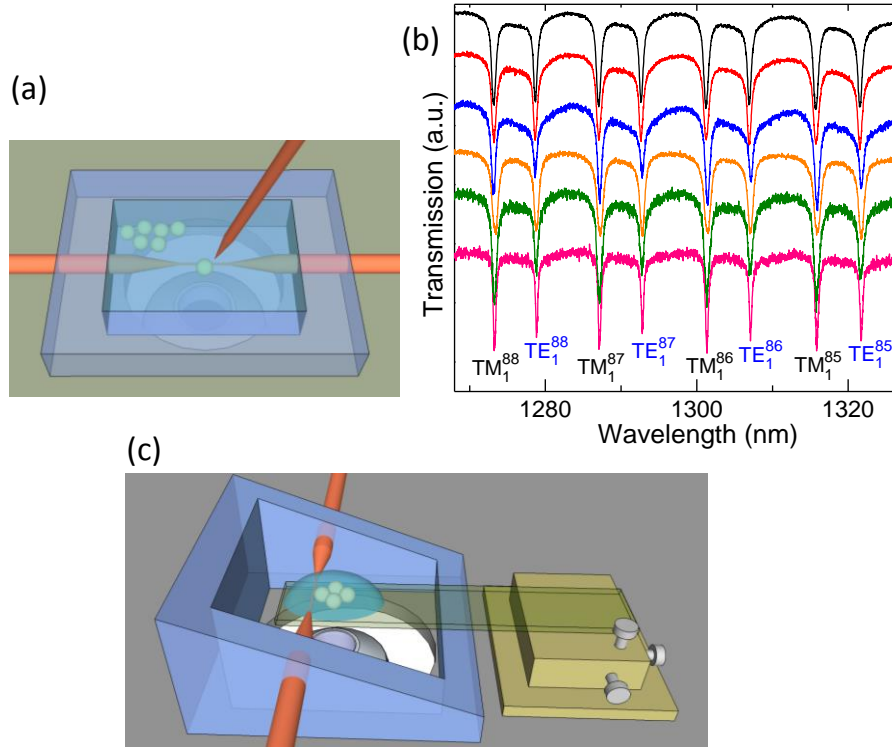 (a)
(b)
Transmission (a.u.)
TM₁⁸⁸ TE₁⁸⁸ TM₁⁸⁷ TE₁⁸⁷ TM₁⁸⁶ TE₁⁸⁶ TM₁⁸⁵ TE₁⁸⁵
1280 1300 1320
Wavelength (nm)
(c)